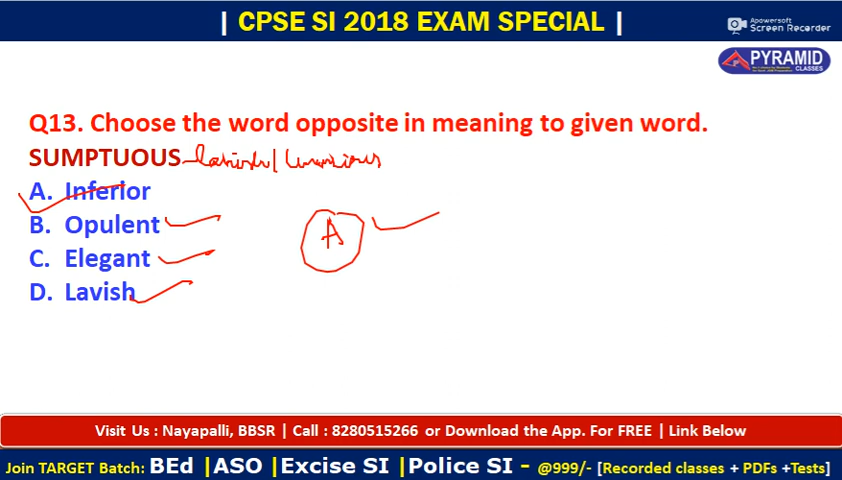 | CPSE SI 2018 EXAM SPECIAL |
Apowersoft
Screen Recorder
PYRAMID
CLASSES
Q13. Choose the word opposite in meaning to given word.
SUMPTUOUS lavish/ luxurious
A. Inferior
B. Opulent
A
C. Elegant
D. Lavish
Visit Us : Nayapalli, BBSR | Call : 8280515266 or Download the App. For FREE | Link Below
Join TARGET Batch: BEd |ASO |Excise SI |Police SI - @999/- [Recorded classes + PDFs +Tests]